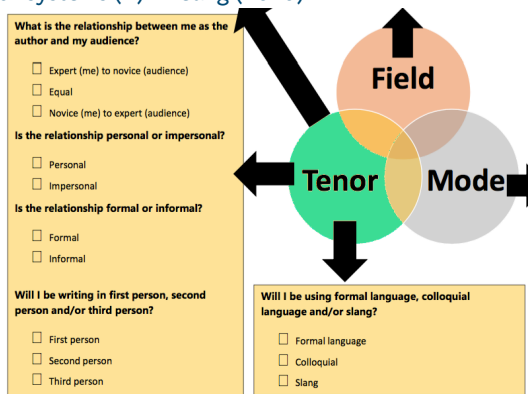 What is the relationship between me as the
author and my audience?
Expert (me) to novice (audience)
Equal
Novice (me) to expert (audience)
Is the relationship personal or impersonal?
Personal
Impersonal
Is the relationship formal or informal?
Formal
Informal
Will I be writing in first person, second
person and/or third person?
First person
Second person
Third person
Field
Tenor
Mode
Will I be using formal language, colloquial
language and/or slang?
Formal language
Colloquial
Slang